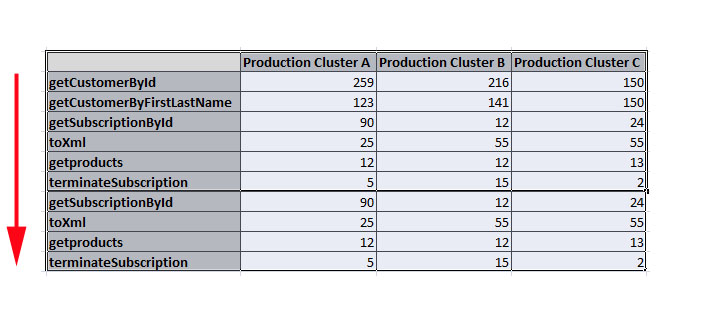 Production Cluster A Production Cluster B Production Cluster C
getCustomerById 259 216 150
getCustomerByFirstLastName 123 141 150
getSubscriptionById 90 12 24
toXml 25 55 55
getproducts 12 12 13
terminateSubscription 5 15 2
getSubscriptionById 90 12 24
toXml 25 55 55
getproducts 12 12 13
terminateSubscription 5 15 2